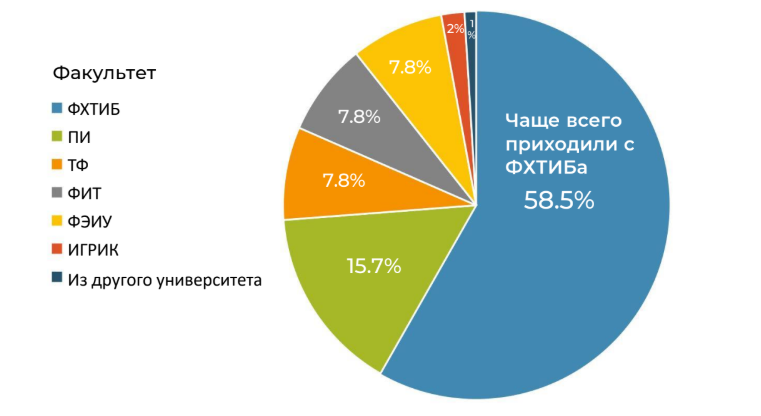 Факультет
ФХТИБ
ПИ
ТФ
ФИТ
ФЭИУ
ИГРИК
Из другого университета
Чаще всего
приходили с
ФХТИБа
58.5%
15.7%
7.8%
7.8%
7.8%
2%
1
%